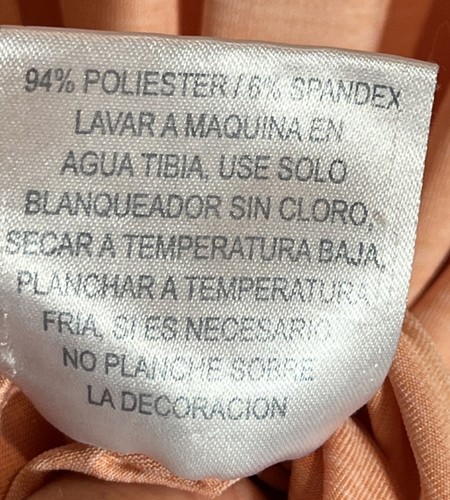 94% POLIESTER / 6% SPANDEX
LAVAR A MAQUINA EN
AGUA TIBIA, USE SOLO
BLANQUEADOR SIN CLORO,
SECAR A TEMPERATURA BAJA,
PLANCHAR A TEMPERATURA
FRIA, SI ES NECESARIO
NO PLANCHE SOBRE
LA DECORACION